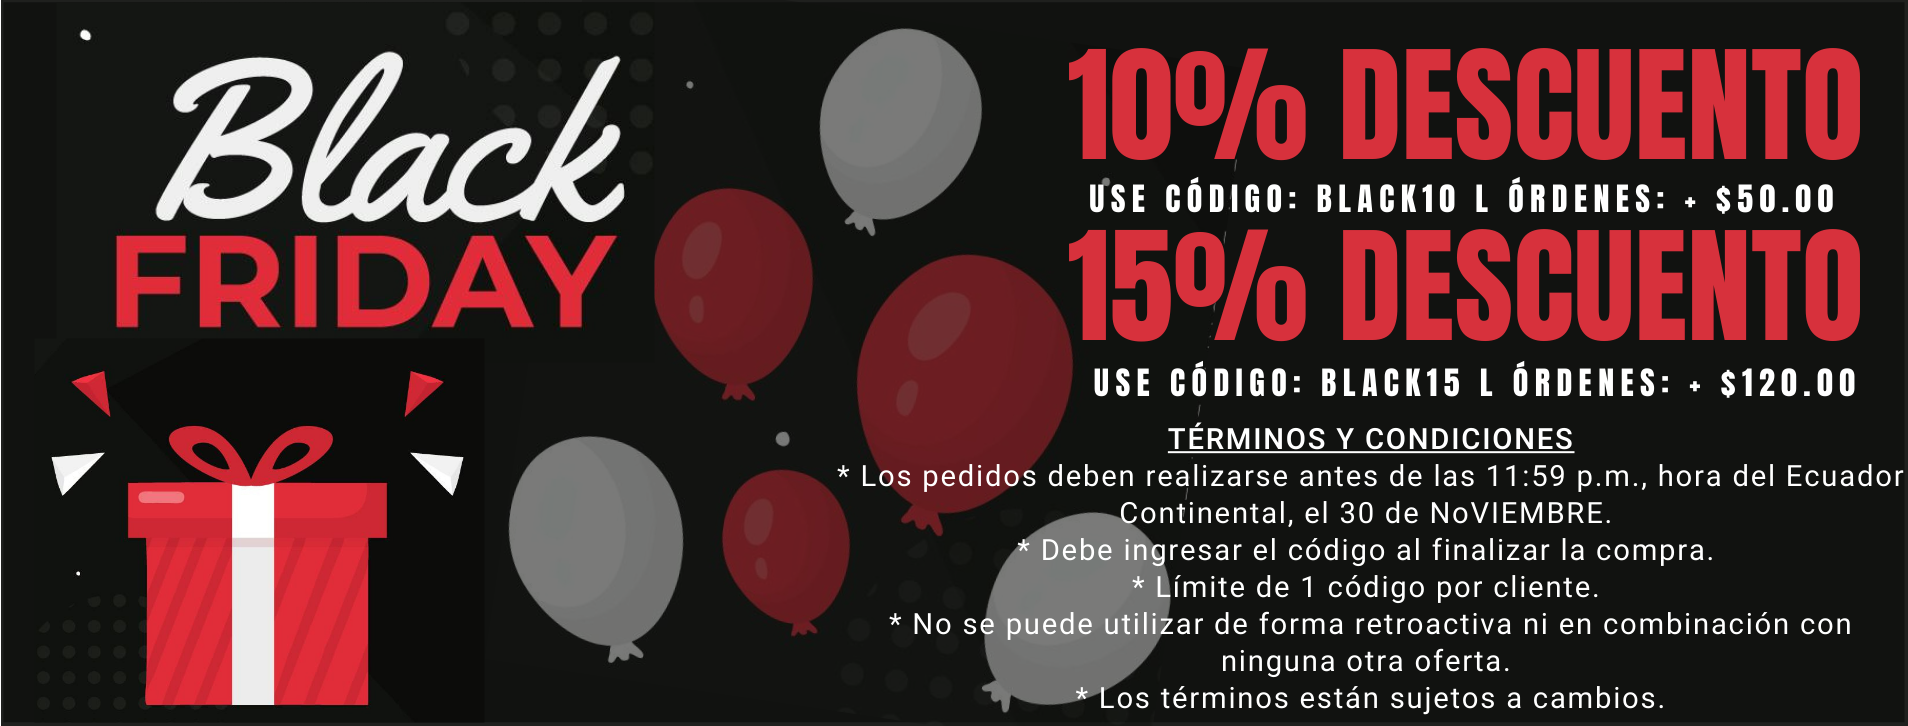 Black
FRIDAY
10% DESCUENTO
USE CÓDIGO: BLACK10 L ÓRDENES: + $50.00
15% DESCUENTO
USE CÓDIGO: BLACK15 L ÓRDENES: + $120.00
TÉRMINOS Y CONDICIONES
* Los pedidos deben realizarse antes de las 11:59 p.m., hora del Ecuador
Continental, el 30 de NoVIEMBRE.
* Debe ingresar el código al finalizar la compra.
* Límite de 1 código por cliente.
* No se puede utilizar de forma retroactiva ni en combinación con
ninguna otra oferta.
* Los términos están sujetos a cambios.